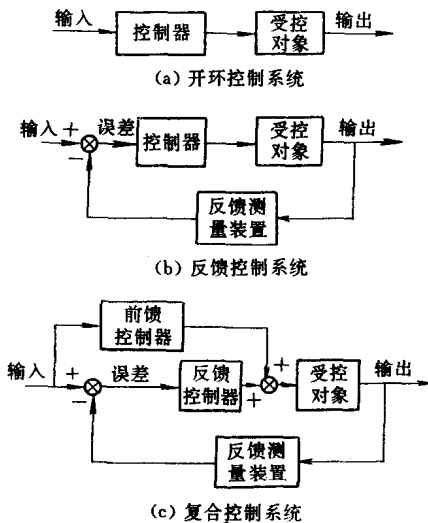 输入
控制器
受控
对象
输出
(a) 开环控制系统
输入
+
−
误差
控制器
受控
对象
输出
反馈测
量装置
(b) 反馈控制系统
前馈
控制器
输入
+
−
误差
反馈
控制器
+
+
受控
对象
输出
反馈测
量装置
(c) 复合控制系统